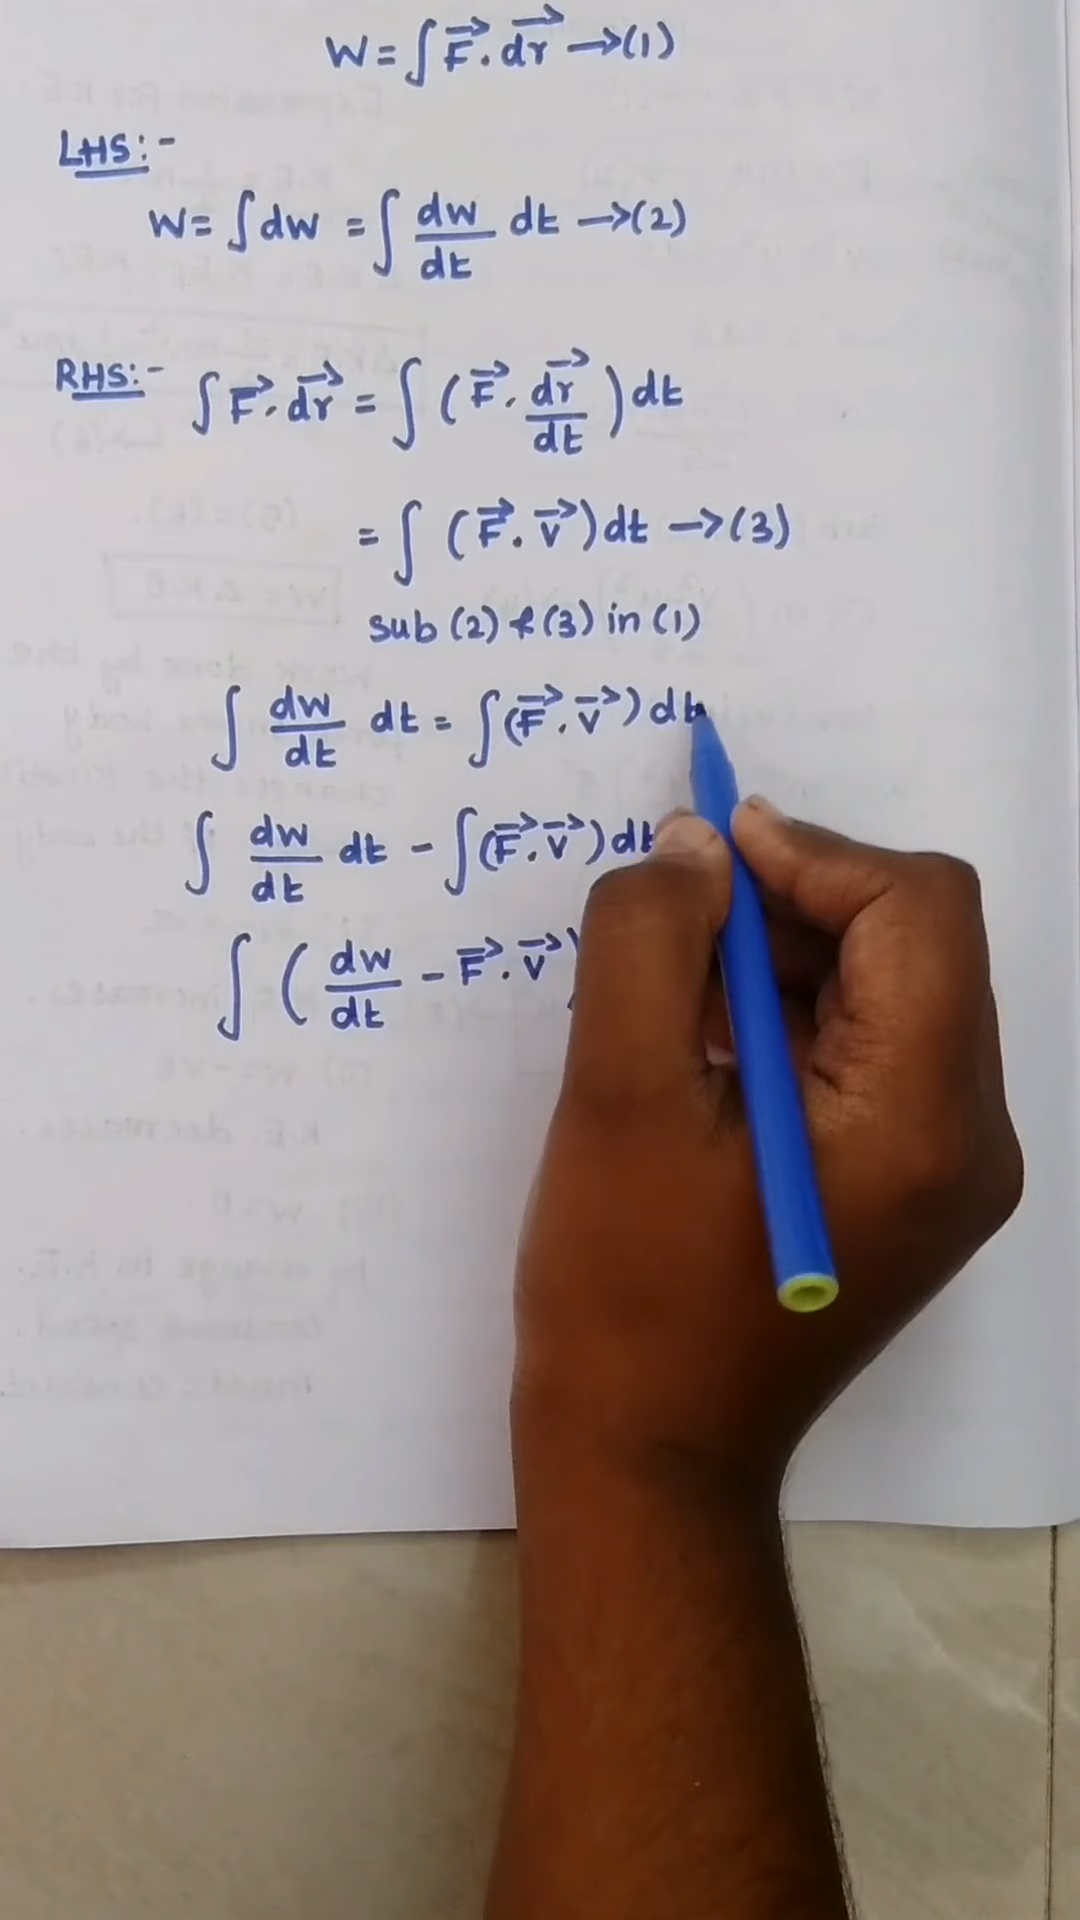 W = ∫ F⃗ . dr⃗ → (1)
LHS:-
W = ∫ dw = ∫ dw/dt dt → (2)
RHS:- ∫ F⃗ . dr⃗ = ∫ ( F⃗ . dr⃗/dt ) dt
= ∫ ( F⃗ . v⃗ ) dt → (3)
sub (2) & (3) in (1)
∫ dw/dt dt = ∫ ( F⃗ . v⃗ ) dt
∫ dw/dt dt - ∫ ( F⃗ . v⃗ ) dt
∫ ( dw/dt - F⃗ . v⃗ )